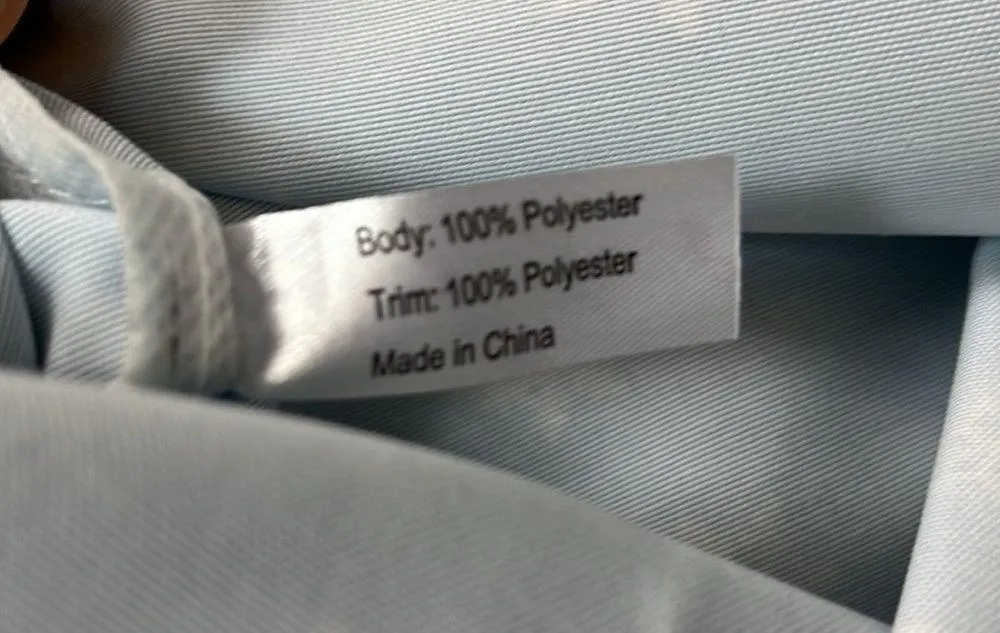 Body: 100% Polyester
Trim: 100% Polyester
Made in China